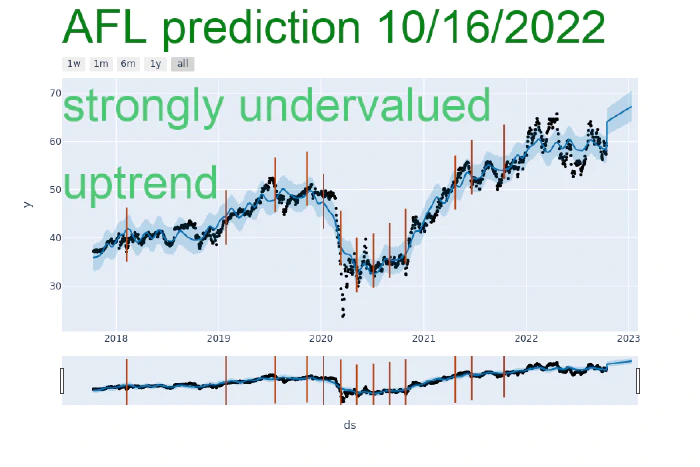 AFL prediction 10/16/2022
1w 1m 6m 1y all
70
strongly undervalued
60
uptrend
50
y
40
30
2018 2019 2020 2021 2022 2023
ds